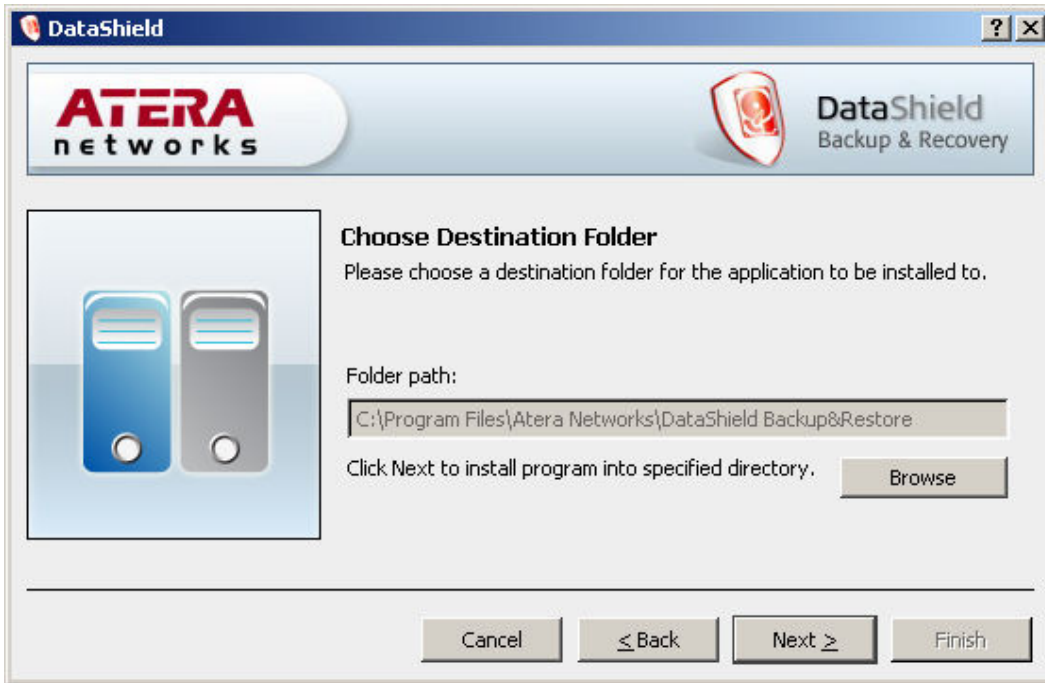 DataShield
ATERA
networks
DataShield
Backup & Recovery
Choose Destination Folder
Please choose a destination folder for the application to be installed to.
Folder path:
C:\Program Files\Atera Networks\DataShield Backup&Restore
Click Next to install program into specified directory.
Browse
Cancel
< Back
Next >
Finish